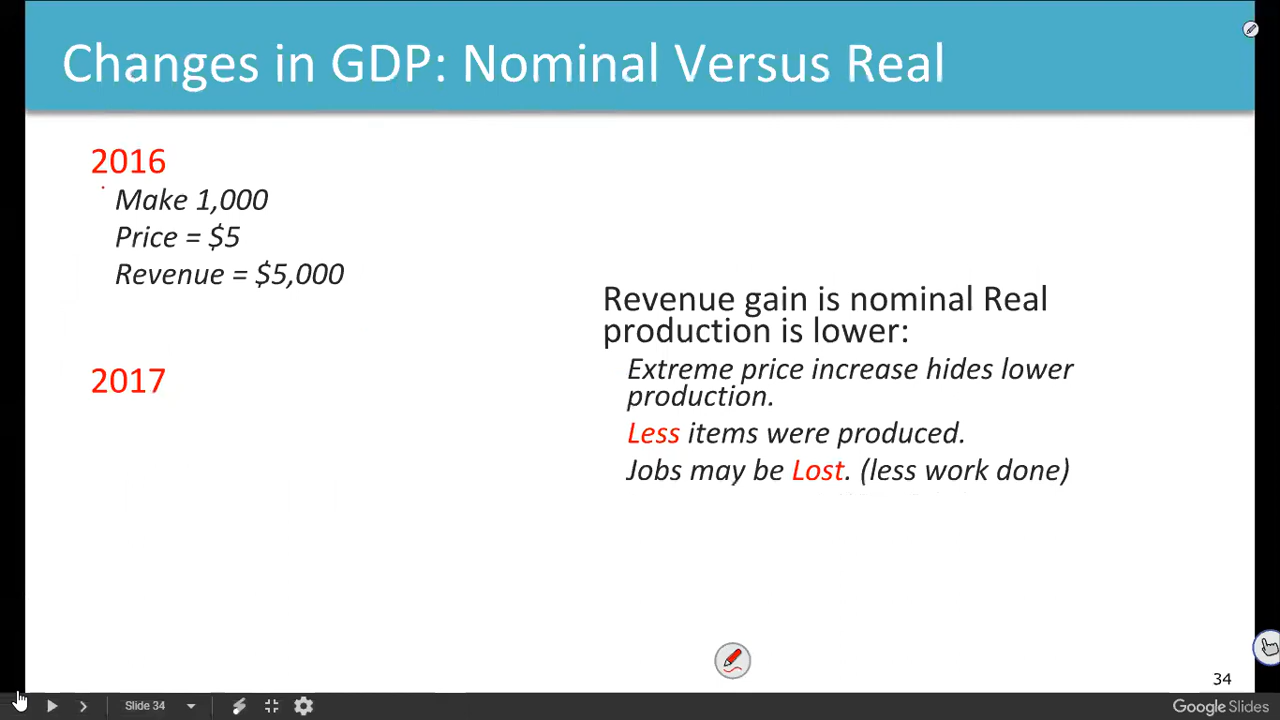 Changes in GDP: Nominal Versus Real
2016
Make 1,000
Price = $5
Revenue = $5,000
2017
Revenue gain is nominal Real
production is lower:
Extreme price increase hides lower
production.
Less items were produced.
Jobs may be Lost. (less work done)
34
Slide 34
Google Slides